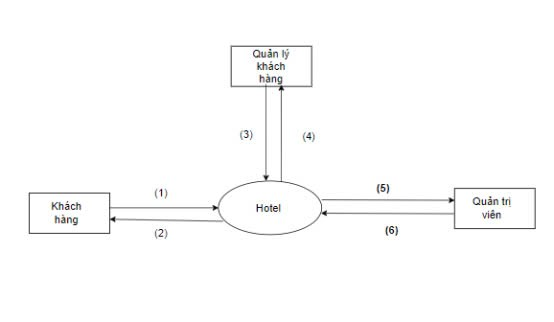 Quản lý
khách
hàng
(3)
(4)
(1)
(5)
Khách
hàng
Hotel
Quản trị
viên
(2)
(6)